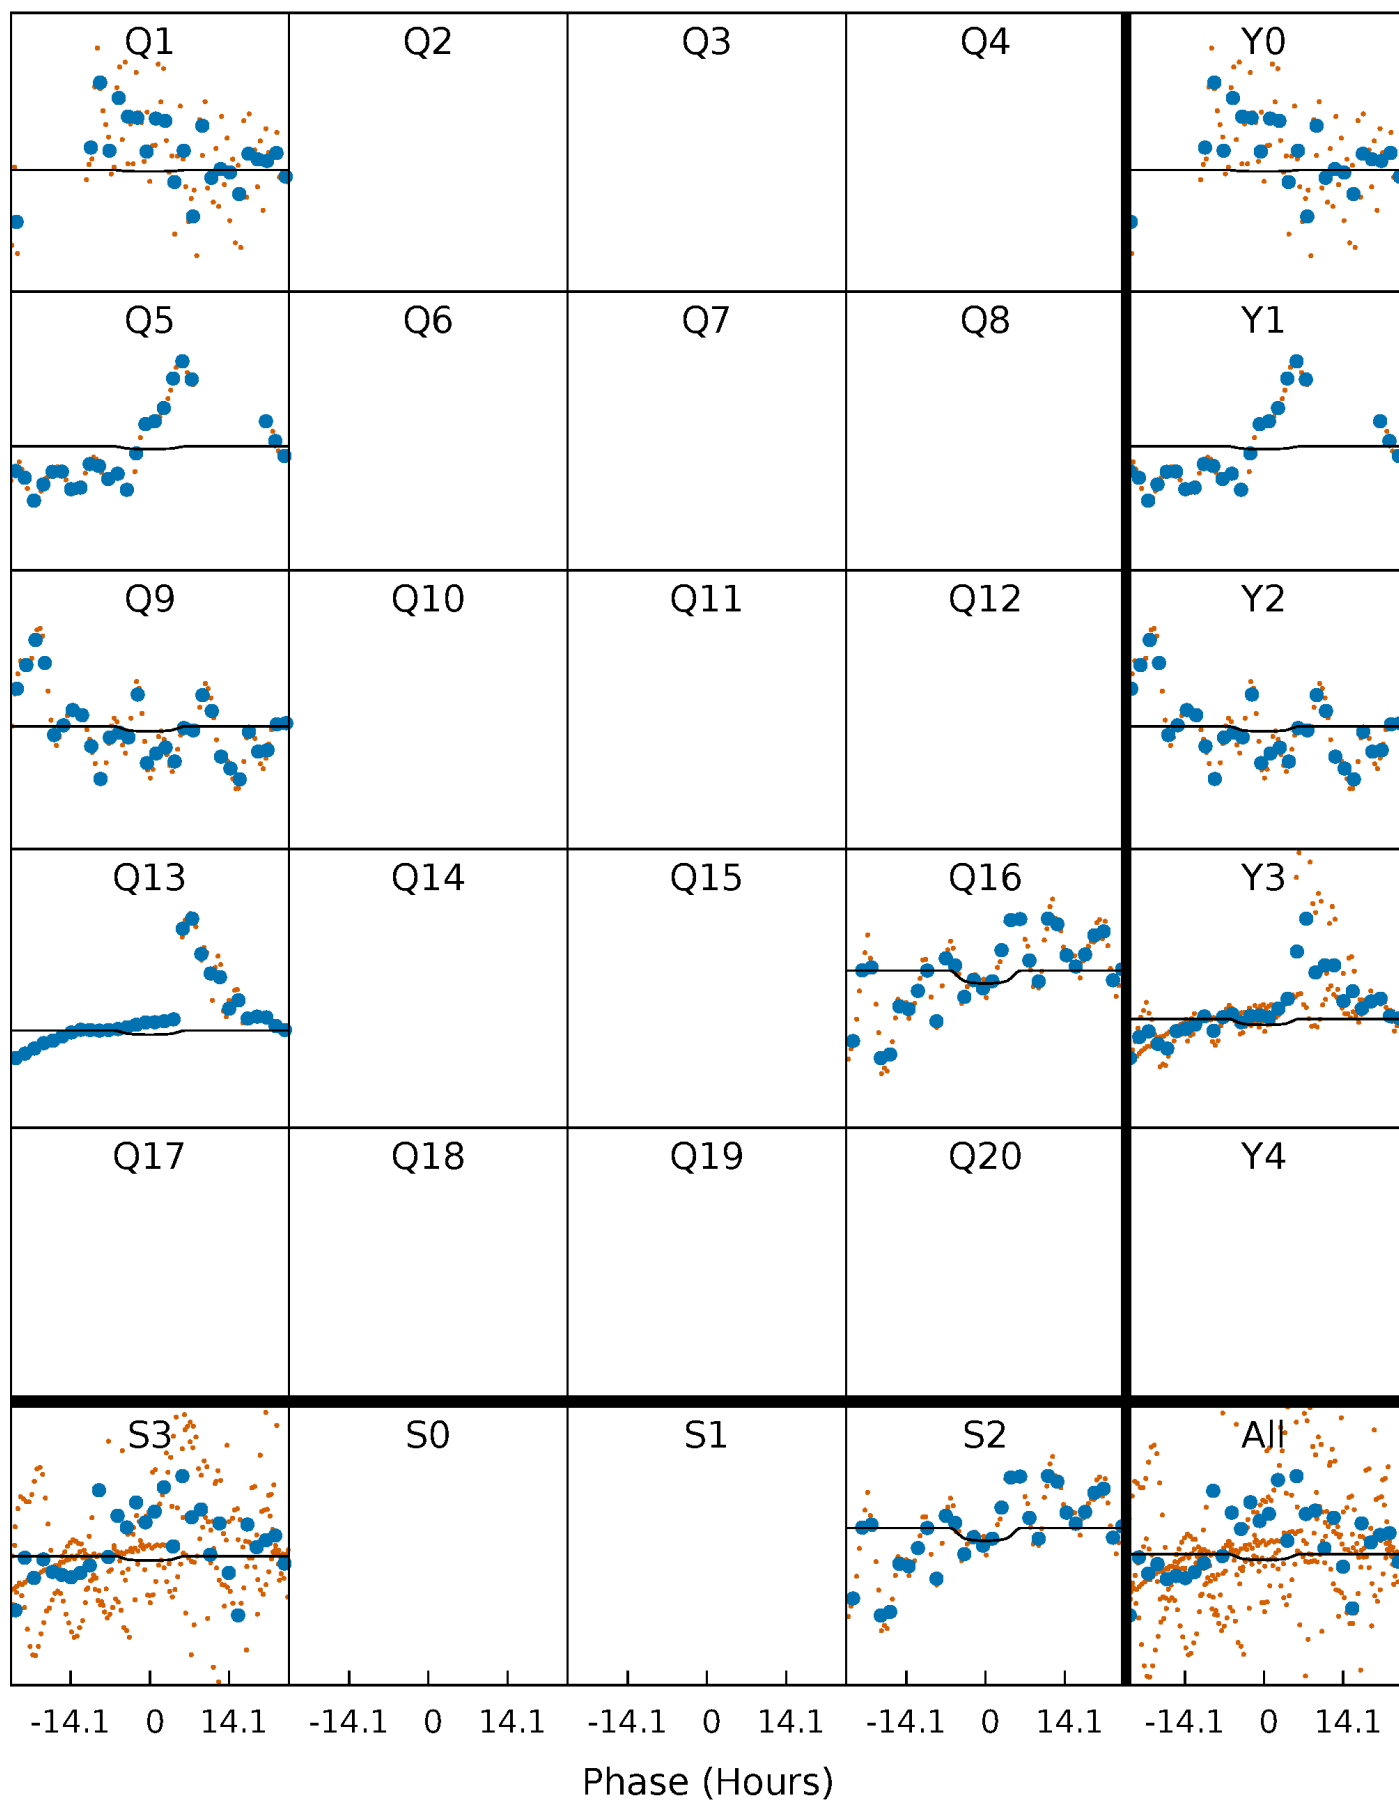 Q1 Q2 Q3 Q4 Y0
Q5 Q6 Q7 Q8 Y1
Q9 Q10 Q11 Q12 Y2
Q13 Q14 Q15 Q16 Y3
Q17 Q18 Q19 Q20 Y4
S3 S0 S1 S2 All
-14.1 0 14.1 -14.1 0 14.1 -14.1 0 14.1 -14.1 0 14.1 -14.1 0 14.1
Phase (Hours)